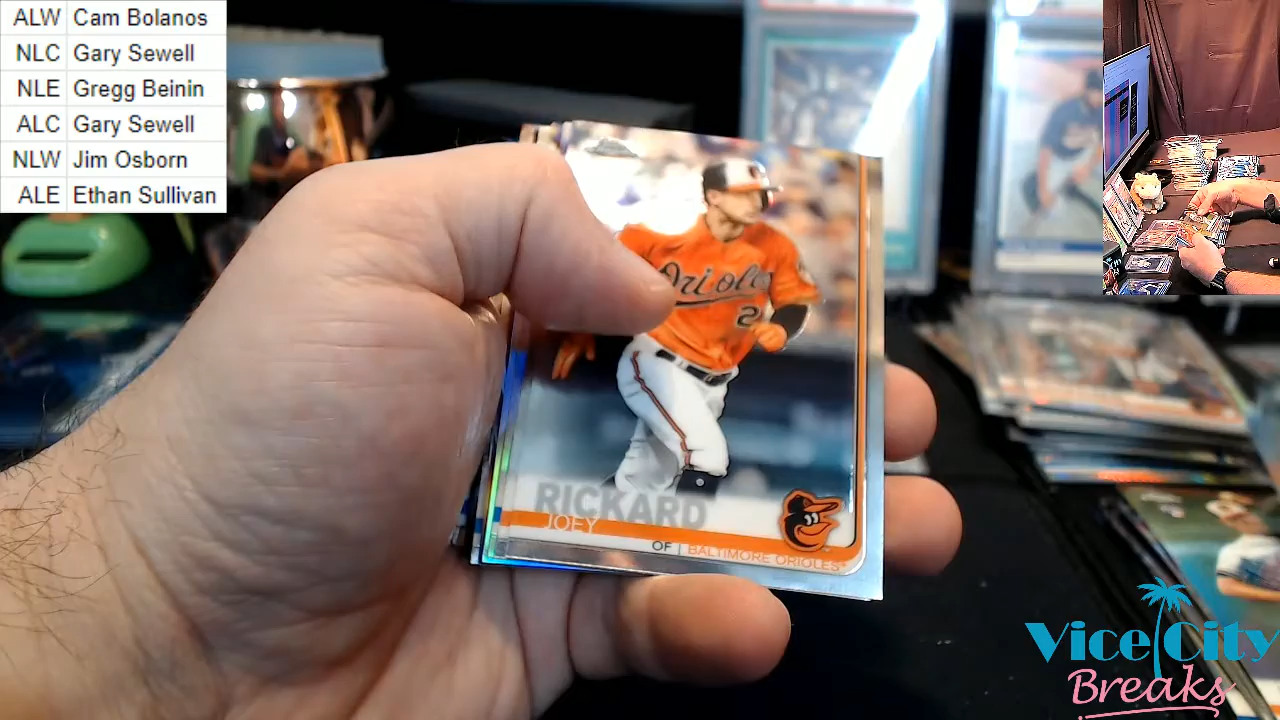 ALW Cam Bolanos
NLC Gary Sewell
NLE Gregg Beinin
ALC Gary Sewell
NLW Jim Osborn
ALE Ethan Sullivan
Orioles
2
RICKARD
JOEY
OF | BALTIMORE ORIOLES
Vice City
Breaks